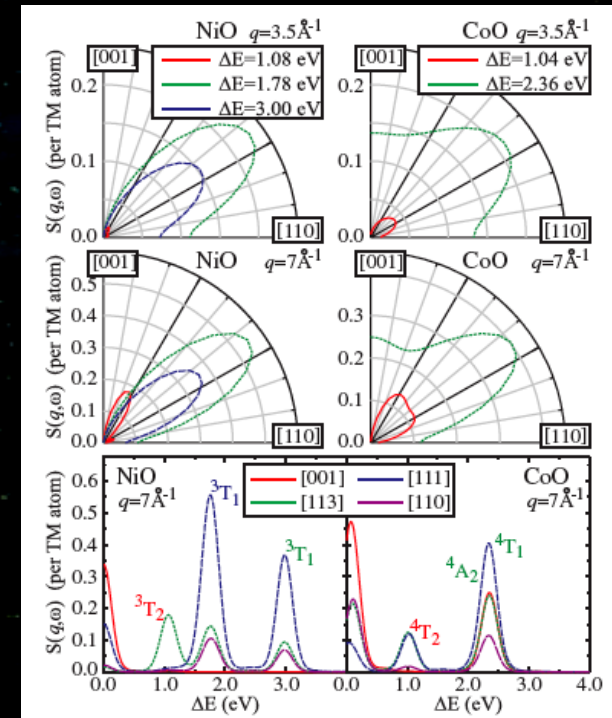 NiO q=3.5Å-1
CoO q=3.5Å-1
[001]
ΔE=1.08 eV
ΔE=1.78 eV
ΔE=3.00 eV
[001]
ΔE=1.04 eV
ΔE=2.36 eV
S(q,ω) (per TM atom)
0.2
0.1
0.0
[110]
0.2
0.1
0.0
[110]
[001]
NiO q=7Å-1
[001]
CoO q=7Å-1
S(q,ω) (per TM atom)
0.5
0.4
0.3
0.2
0.1
0.0
[110]
0.3
0.2
0.1
0.0
[110]
S(q,ω) (per TM atom)
0.6
0.5
0.4
0.3
0.2
0.1
0.0
NiO
q=7Å-1
[001] [111]
[113] [110]
CoO
q=7Å-1
3T2
3T1
3T1
4T2
4A2
4T1
0.0 1.0 2.0 3.0 0.0 1.0 2.0 3.0 4.0
ΔE (eV) ΔE (eV)